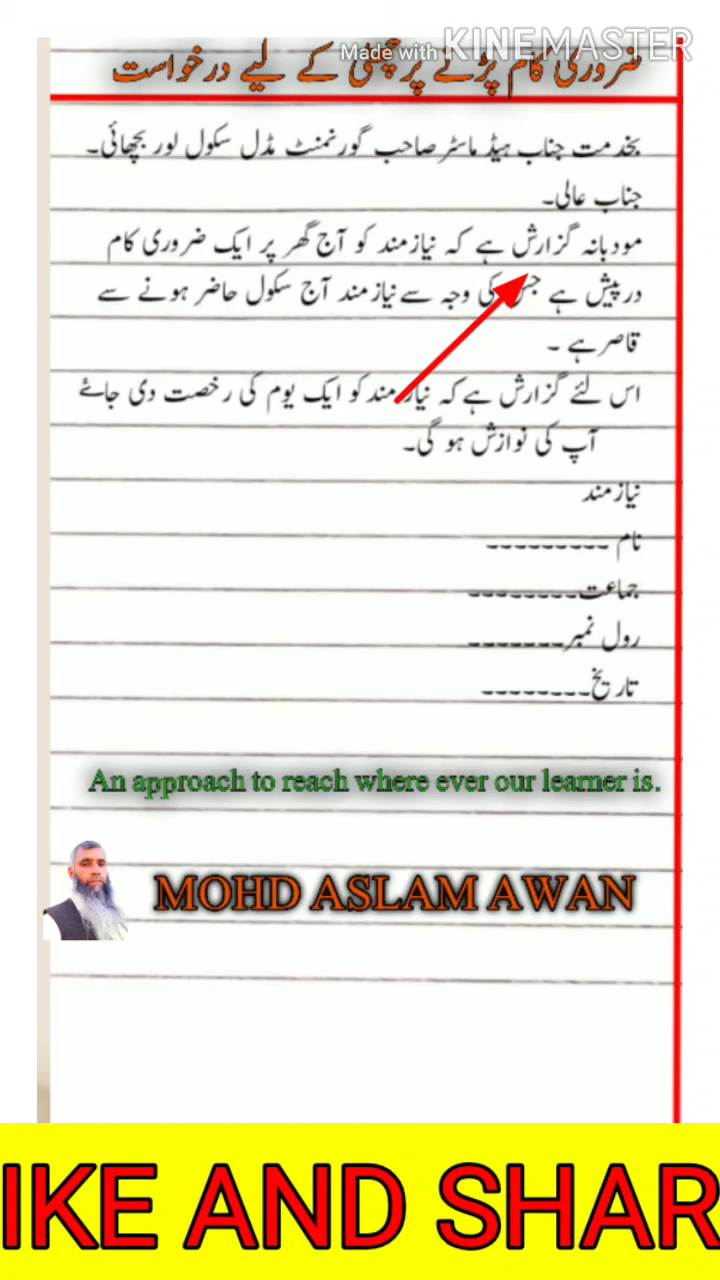 Made with KINEMASTER
ضروری کام پڑنے پر چھٹی کے لیے درخواست
بخدمت جناب ہیڈ ماسٹر صاحب گورنمنٹ مڈل سکول لور بچھائی۔
جناب عالی۔
مودبانہ گزارش ہے کہ نیازمند کو آج گھر پر ایک ضروری کام
درپیش ہے جس کی وجہ سے نیازمند آج سکول حاضر ہونے سے
قاصر ہے ۔
اس لئے گزارش ہے کہ نیازمند کو ایک یوم کی رخصت دی جائے
آپ کی نوازش ہو گی۔
نیازمند
نام ---------
جماعت--------
رول نمبر-------
تاریخ--------
An approach to reach where ever our learner is.
MOHD ASLAM AWAN
IKE AND SHAR